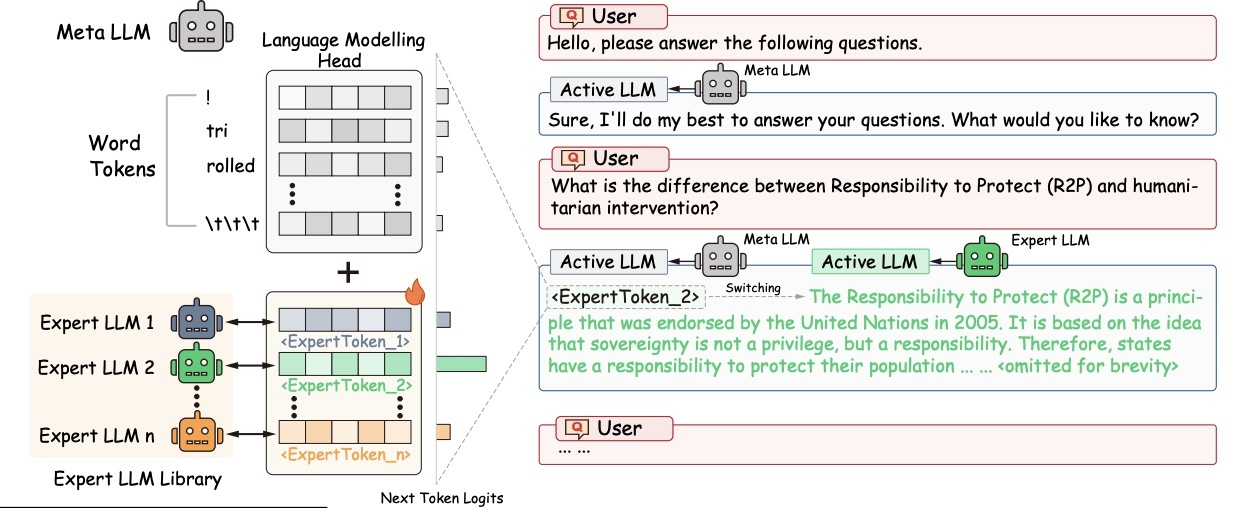 Meta LLM
Language Modelling
Head
!
tri
rolled
\t\t\t
Word
Tokens
+
Expert LLM 1
<ExpertToken_1>
Expert LLM 2
<ExpertToken_2>
Expert LLM n
<ExpertToken_n>
Expert LLM Library
Next Token Logits
Q User
Hello, please answer the following questions.
Active LLM
Meta LLM
Sure, I'll do my best to answer your questions. What would you like to know?
Q User
What is the difference between Responsibility to Protect (R2P) and humani-
tarian intervention?
Active LLM
Meta LLM
Active LLM
Expert LLM
<ExpertToken_2> Switching The Responsibility to Protect (R2P) is a princi-
ple that was endorsed by the United Nations in 2005. It is based on the idea
that sovereignty is not a privilege, but a responsibility. Therefore, states
have a responsibility to protect their population ... ... <omitted for brevity>
Q User
... ...